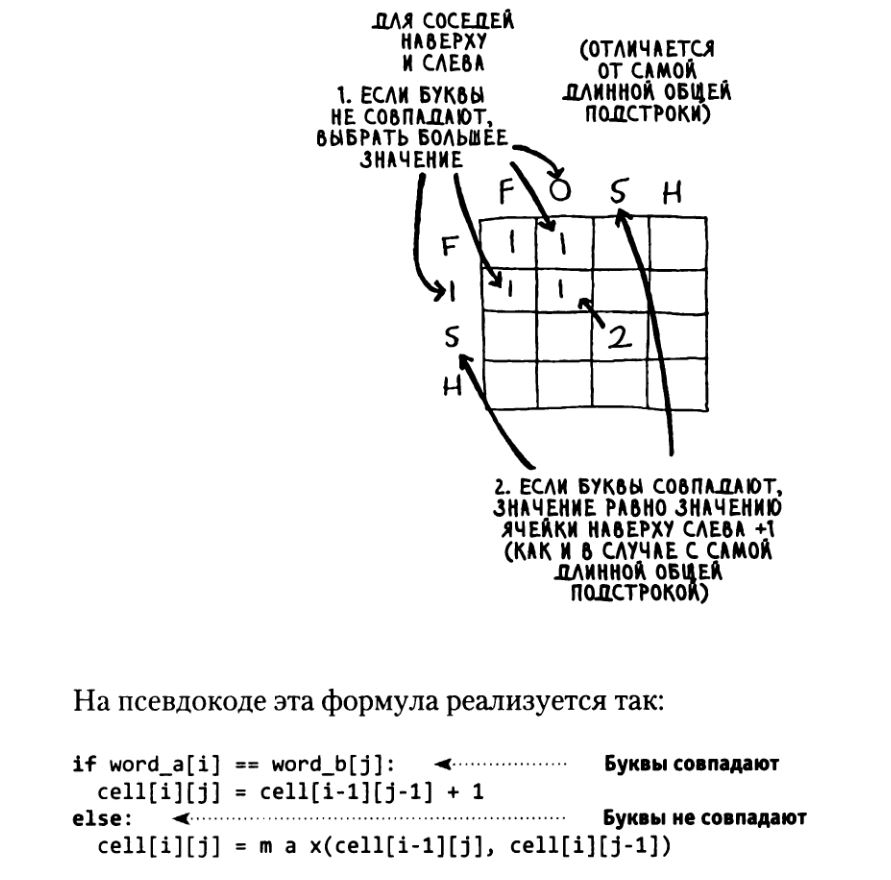 ДЛЯ СОСЕДЕЙ
НАВЕРХУ
И СЛЕВА
(ОТЛИЧАЕТСЯ
ОТ САМОЙ
ДЛИННОЙ ОБЩЕЙ
ПОДСТРОКИ)
1. ЕСЛИ БУКВЫ
НЕ СОВПАДАЮТ,
ВЫБРАТЬ БОЛЬШЕЕ
ЗНАЧЕНИЕ
F O S H
F 1 1
I 1 1
S 2
H
2. ЕСЛИ БУКВЫ СОВПАДАЮТ,
ЗНАЧЕНИЕ РАВНО ЗНАЧЕНИЮ
ЯЧЕЙКИ НАВЕРХУ СЛЕВА +1
(КАК И В СЛУЧАЕ С САМОЙ
ДЛИННОЙ ОБЩЕЙ
ПОДСТРОКОЙ)
На псевдокоде эта формула реализуется так:
if word_a[i] == word_b[j]: Буквы совпадают
cell[i][j] = cell[i-1][j-1] + 1
else: Буквы не совпадают
cell[i][j] = m a x(cell[i-1][j], cell[i][j-1])